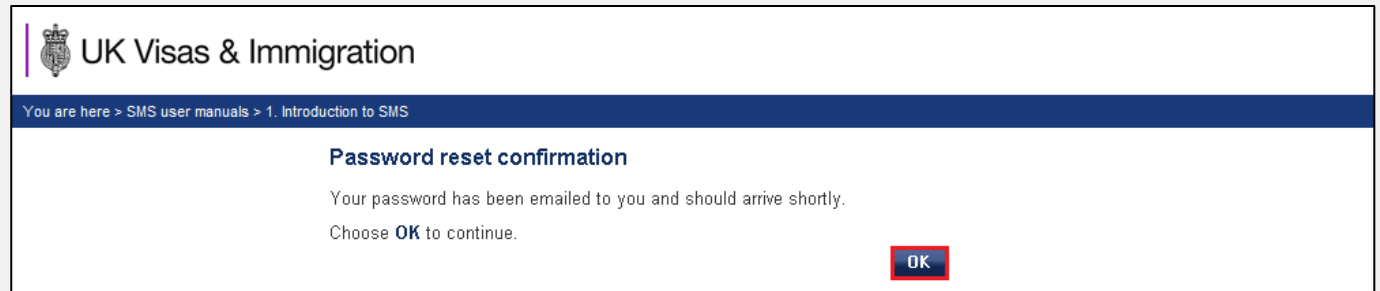 UK Visas & Immigration
You are here > SMS user manuals > 1. Introduction to SMS
Password reset confirmation
Your password has been emailed to you and should arrive shortly.
Choose OK to continue.
OK